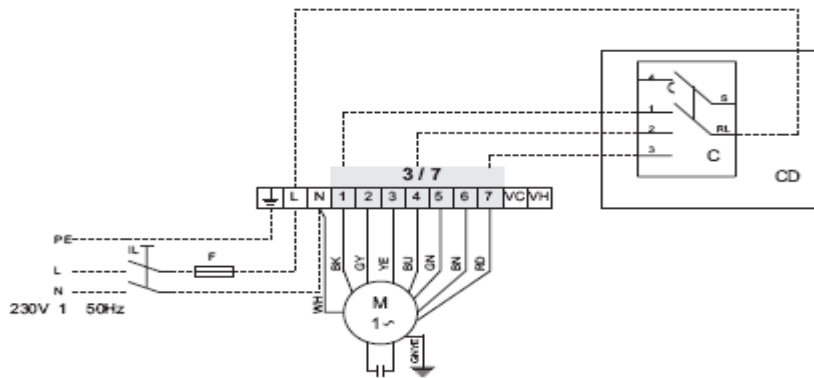 4
S
1
RL
2
3
C
CD
3 / 7
L N 1 2 3 4 5 6 7 VC VH
PE
IL
F
L
N
230V 1 50Hz
WH
BK
GY
YE
BU
GN
BN
RD
M
1~
GNYE